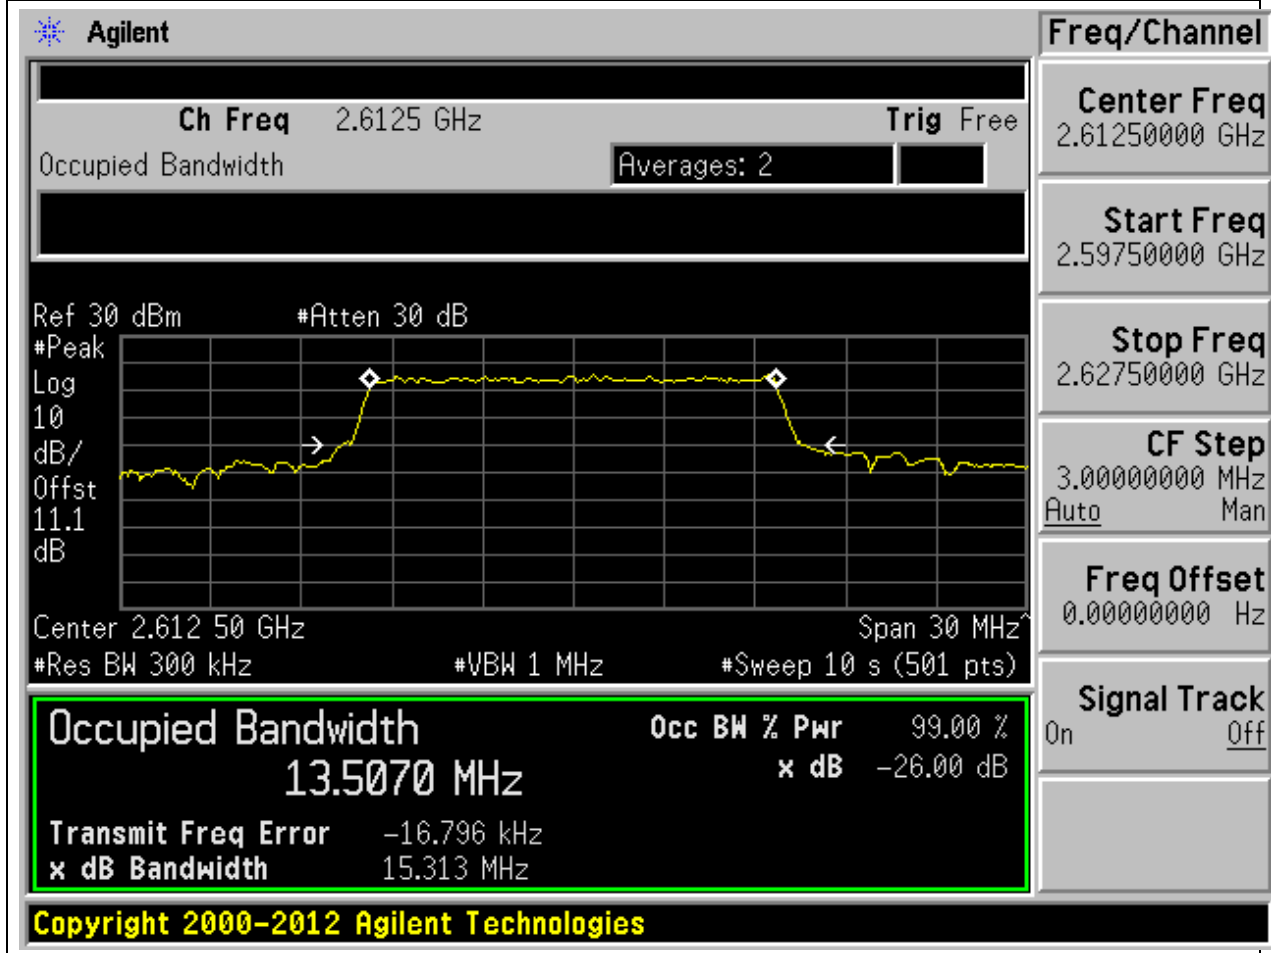 Agilent
Freq/Channel
Ch Freq 2.6125 GHz Trig Free
Occupied Bandwidth Averages: 2
Center Freq
2.61250000 GHz
Start Freq
2.59750000 GHz
Stop Freq
2.62750000 GHz
CF Step
3.00000000 MHz
Auto Man
Freq Offset
0.00000000 Hz
Signal Track
On Off
Ref 30 dBm #Atten 30 dB
#Peak
Log
10
dB/
Offst
11.1
dB
Center 2.612 50 GHz Span 30 MHz^
#Res BW 300 kHz #VBW 1 MHz #Sweep 10 s (501 pts)
Occupied Bandwidth
13.5070 MHz
Occ BW % Pwr 99.00 %
x dB -26.00 dB
Transmit Freq Error -16.796 kHz
x dB Bandwidth 15.313 MHz
Copyright 2000-2012 Agilent Technologies